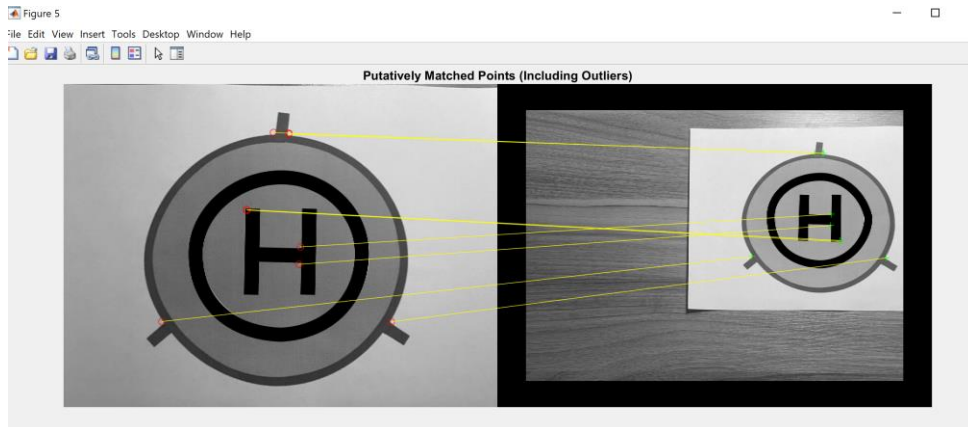 Figure 5
File Edit View Insert Tools Desktop Window Help
Putatively Matched Points (Including Outliers)
H
H